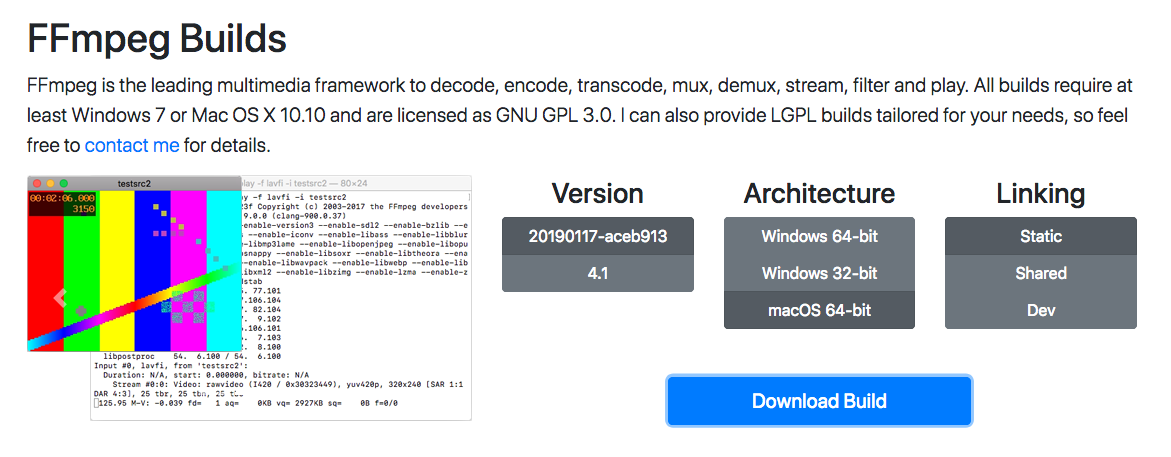 FFmpeg Builds
FFmpeg is the leading multimedia framework to decode, encode, transcode, mux, demux, stream, filter and play. All builds require at
least Windows 7 or Mac OS X 10.10 and are licensed as GNU GPL 3.0. I can also provide LGPL builds tailored for your needs, so feel
free to contact me for details.
testsrc2
lay -f lavfi -i testsrc2 — 80×24
00:02:06.000
3150
ay -f lavfi -i testsrc2
23f Copyright (c) 2003-2017 the FFmpeg developers
9.0.0 (clang-900.0.37)
enable-version3 --enable-sdl2 --enable-bzlib --e
s --enable-iconv --enable-libass --enable-libblur
libmp3lame --enable-libopenjpeg --enable-libopu
snappy --enable-libsoxr --enable-libtheora --ena
--enable-libwavpack --enable-libwebp --enable-lib
ibxml2 --enable-libzimg --enable-lzma --enable-z
dstab
. 77.101
.106.104
. 82.104
. 9.102
.106.101
. 7.103
. 8.100
libpostproc 54. 6.100 / 54. 6.100
Input #0, lavfi, from 'testsrc2':
Duration: N/A, start: 0.000000, bitrate: N/A
Stream #0:0: Video: rawvideo (I420 / 0x30323449), yuv420p, 320x240 [SAR 1:1
DAR 4:3], 25 tbr, 25 tbn, 25 tbc
125.95 M-V: -0.039 fd= 1 aq= 0KB vq= 2927KB sq= 0B f=0/0
Version
20190117-aceb913
4.1
Architecture
Windows 64-bit
Windows 32-bit
macOS 64-bit
Linking
Static
Shared
Dev
Download Build